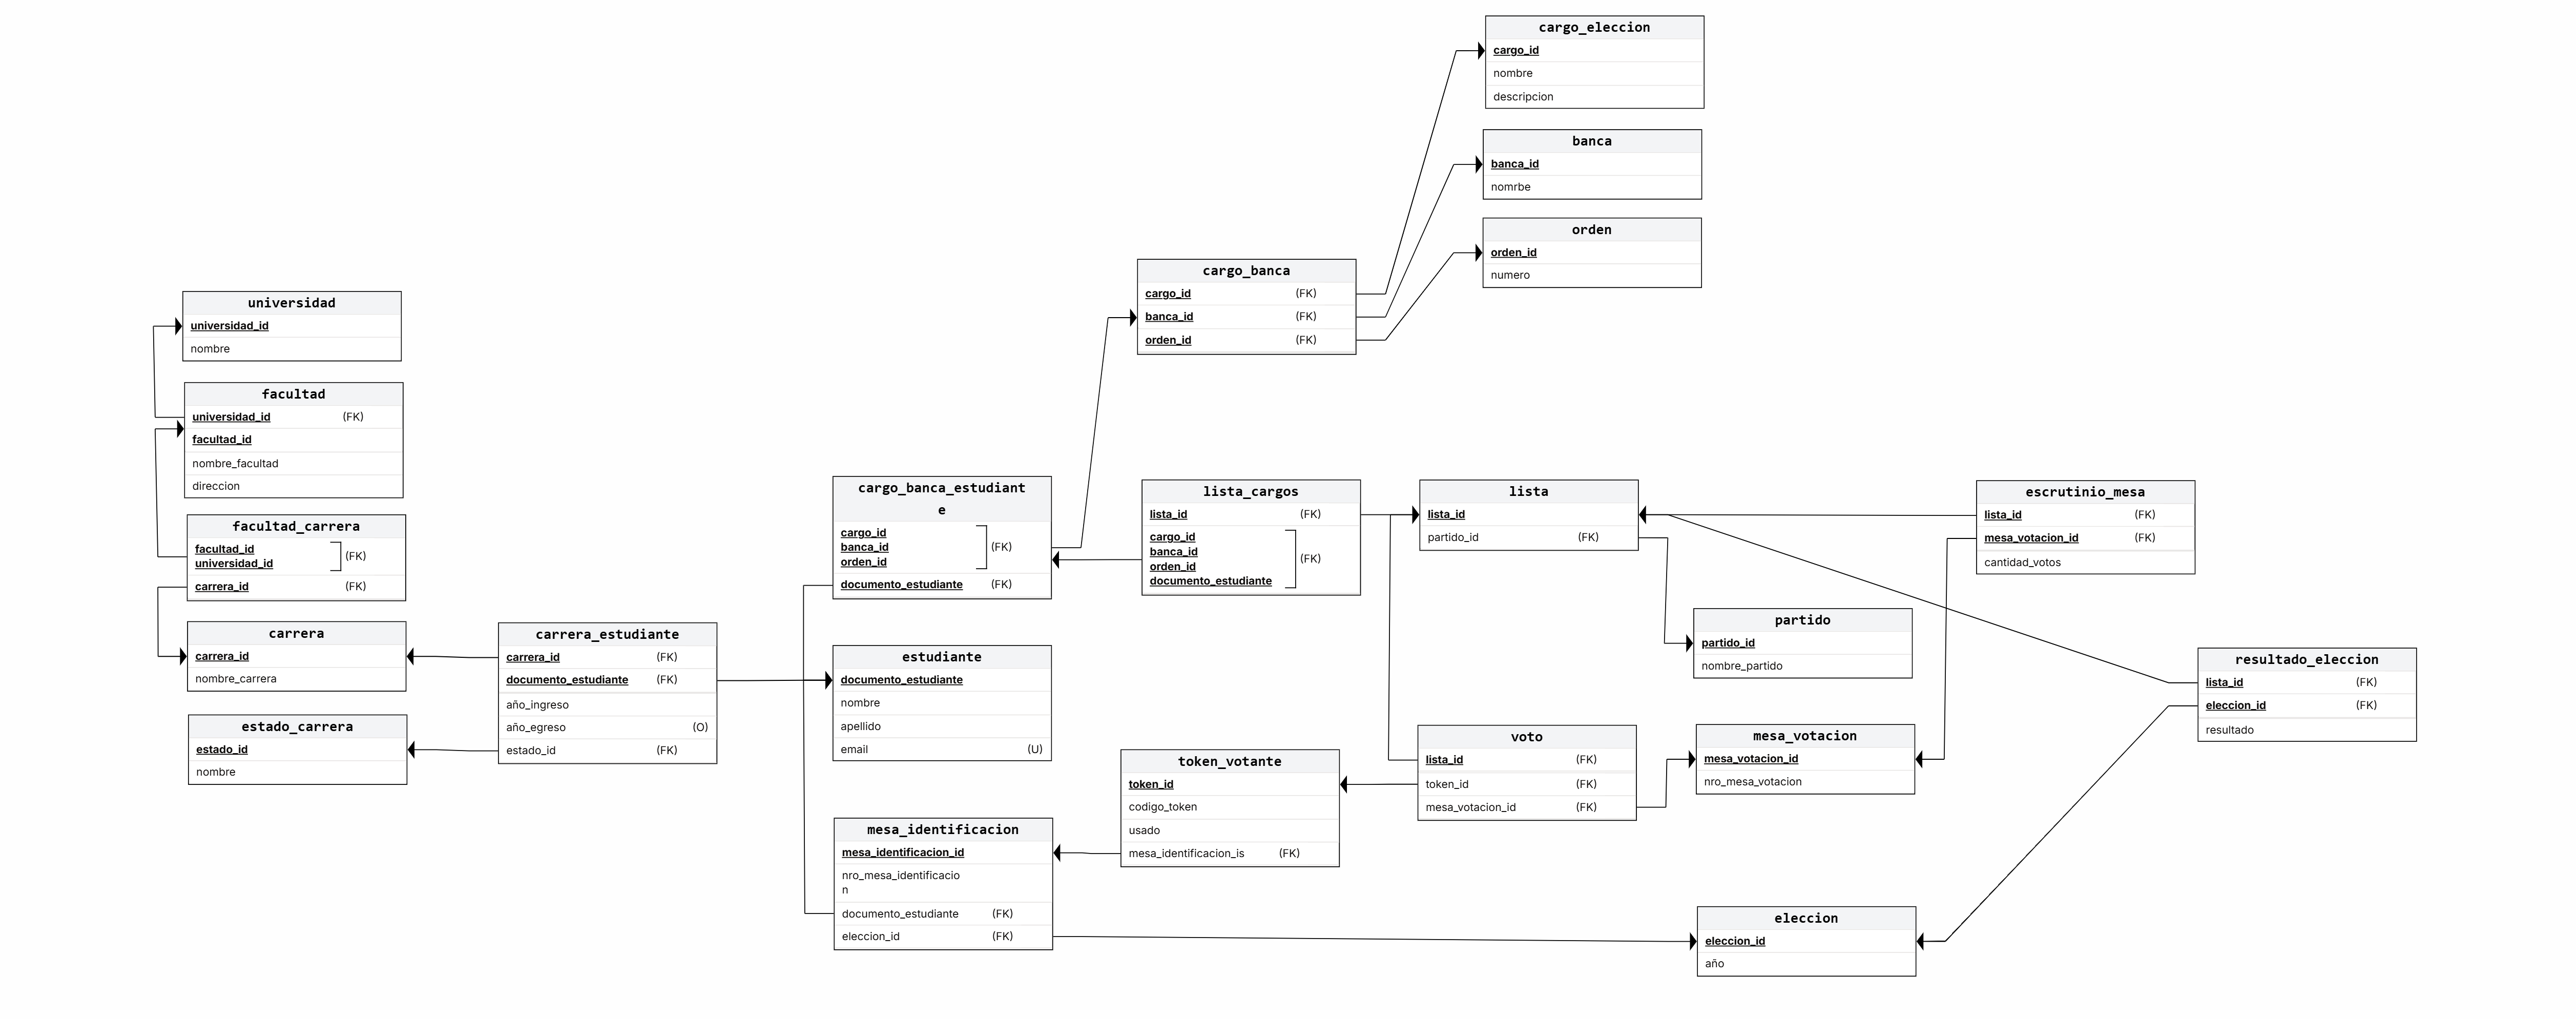 cargo_eleccion
cargo_id
nombre
descripcion
banca
banca_id
nomrbe
orden
orden_id
numero
cargo_banca
cargo_id (FK)
banca_id (FK)
orden_id (FK)
universidad
universidad_id
nombre
facultad
universidad_id (FK)
facultad_id
nombre_facultad
direccion
facultad_carrera
facultad_id
universidad_id
(FK)
carrera_id (FK)
carrera
carrera_id
nombre_carrera
estado_carrera
estado_id
nombre
carrera_estudiante
carrera_id (FK)
documento_estudiante (FK)
año_ingreso
año_egreso (O)
estado_id (FK)
cargo_banca_estudiant
e
cargo_id
banca_id
orden_id
(FK)
documento_estudiante (FK)
estudiante
documento_estudiante
nombre
apellido
email (U)
mesa_identificacion
mesa_identificacion_id
nro_mesa_identificacio
n
documento_estudiante (FK)
eleccion_id (FK)
lista_cargos
lista_id (FK)
cargo_id
banca_id
orden_id
documento_estudiante
(FK)
token_votante
token_id
codigo_token
usado
mesa_identificacion_is (FK)
lista
lista_id
partido_id (FK)
voto
lista_id (FK)
token_id (FK)
mesa_votacion_id (FK)
partido
partido_id
nombre_partido
mesa_votacion
mesa_votacion_id
nro_mesa_votacion
eleccion
eleccion_id
año
escrutinio_mesa
lista_id (FK)
mesa_votacion_id (FK)
cantidad_votos
resultado_eleccion
lista_id (FK)
eleccion_id (FK)
resultado